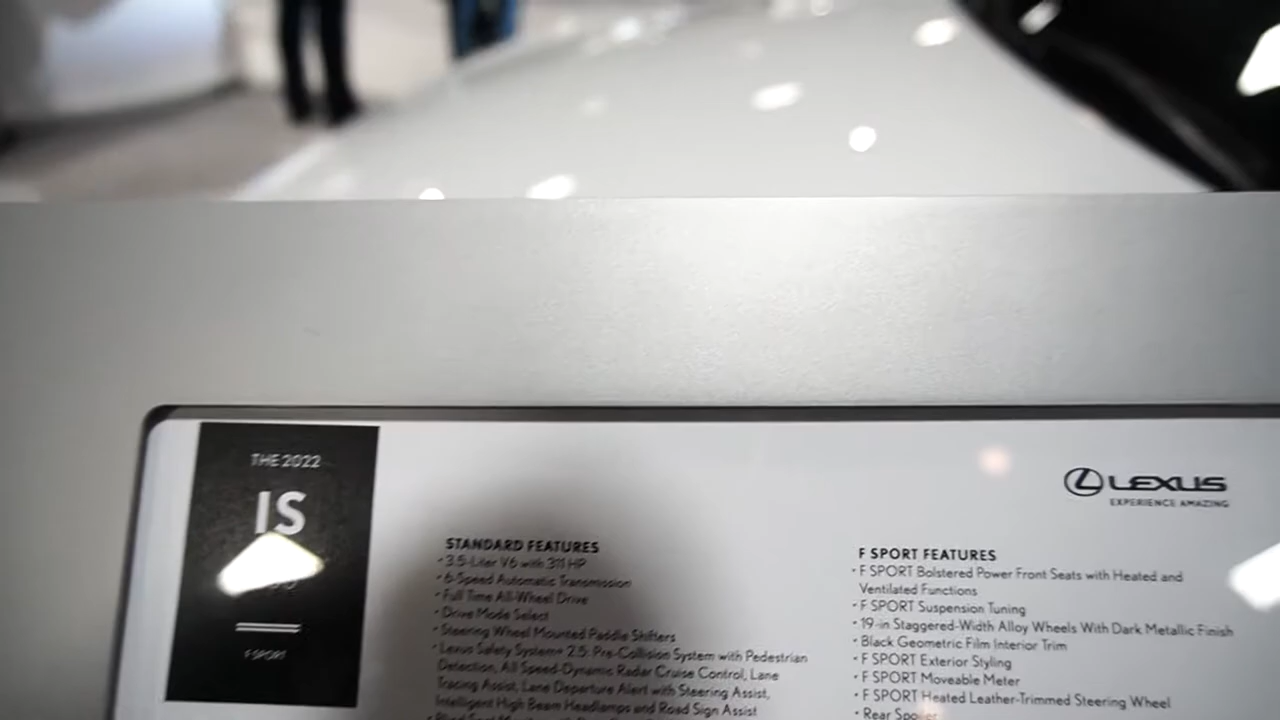 THE 2022
IS
F SPORT
STANDARD FEATURES
• 3.5-Liter V6 with 311 HP
• 6-Speed Automatic Transmission
• Full Time All-Wheel Drive
• Drive Mode Select
• Steering Wheel Mounted Paddle Shifters
• Lexus Safety System+ 2.5: Pre-Collision System with Pedestrian
Detection, All Speed-Dynamic Radar Cruise Control, Lane
Tracing Assist, Lane Departure Alert with Steering Assist,
Intelligent High Beam Headlamps and Road Sign Assist
LEXUS
EXPERIENCE AMAZING
F SPORT FEATURES
• F SPORT Bolstered Power Front Seats with Heated and
Ventilated Functions
• F SPORT Suspension Tuning
• 19-in Staggered-Width Alloy Wheels With Dark Metallic Finish
• Black Geometric Film Interior Trim
• F SPORT Exterior Styling
• F SPORT Moveable Meter
• F SPORT Heated Leather-Trimmed Steering Wheel
• Rear Spoiler